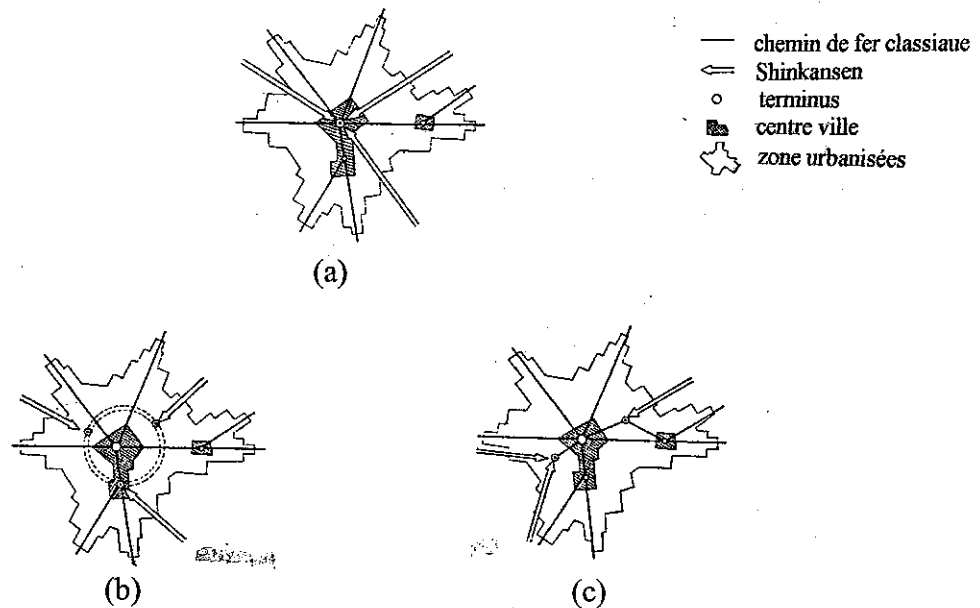 chemin de fer classiaue
Shinkansen
terminus
centre ville
zone urbanisées
(a)
(b)
(c)